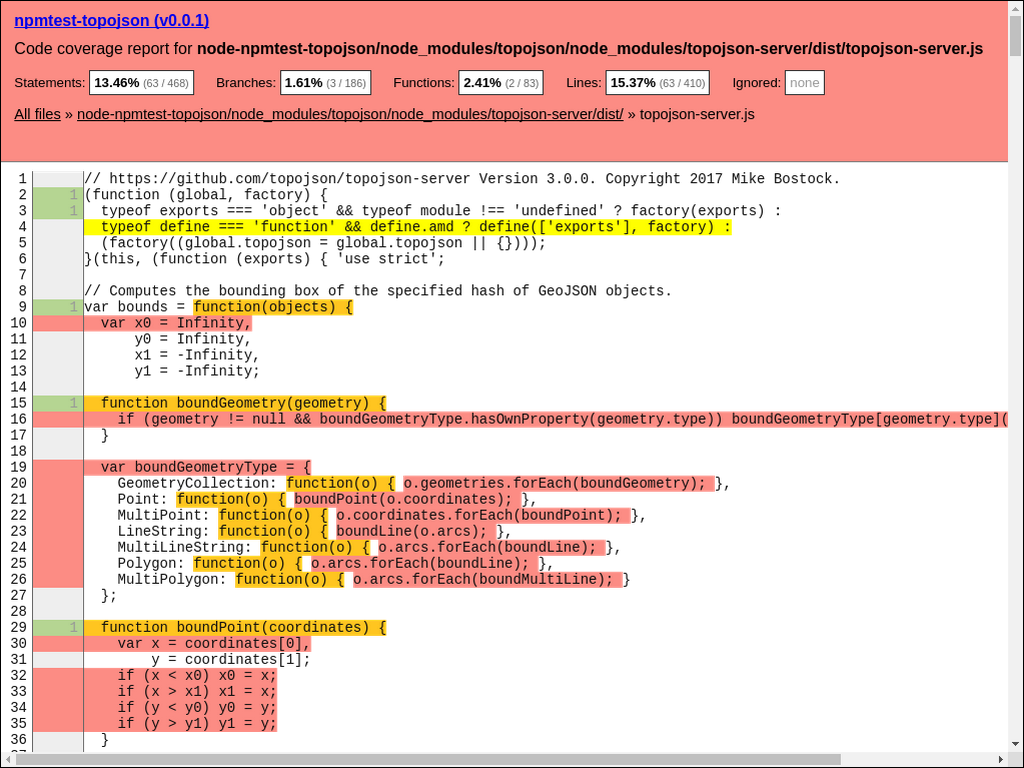 npmtest-topojson (v0.0.1)
Code coverage report for node-npmtest-topojson/node_modules/topojson/node_modules/topojson-server/dist/topojson-server.js
Statements: 13.46% (63 / 468) Branches: 1.61% (3 / 186) Functions: 2.41% (2 / 83) Lines: 15.37% (63 / 410) Ignored: none
All files » node-npmtest-topojson/node_modules/topojson/node_modules/topojson-server/dist/ » topojson-server.js
1 // https://github.com/topojson/topojson-server Version 3.0.0. Copyright 2017 Mike Bostock.
2 1 (function (global, factory) {
3 1 typeof exports === 'object' && typeof module !== 'undefined' ? factory(exports) :
4 typeof define === 'function' && define.amd ? define(['exports'], factory) :
5 (factory((global.topojson = global.topojson || {})));
6 }(this, (function (exports) { 'use strict';
7
8 // Computes the bounding box of the specified hash of GeoJSON objects.
9 1 var bounds = function(objects) {
10 var x0 = Infinity,
11 y0 = Infinity,
12 x1 = -Infinity,
13 y1 = -Infinity;
14
15 1 function boundGeometry(geometry) {
16 if (geometry != null && boundGeometryType.hasOwnProperty(geometry.type)) boundGeometryType[geometry.type](
17 }
18
19 var boundGeometryType = {
20 GeometryCollection: function(o) { o.geometries.forEach(boundGeometry); },
21 Point: function(o) { boundPoint(o.coordinates); },
22 MultiPoint: function(o) { o.coordinates.forEach(boundPoint); },
23 LineString: function(o) { boundLine(o.arcs); },
24 MultiLineString: function(o) { o.arcs.forEach(boundLine); },
25 Polygon: function(o) { o.arcs.forEach(boundLine); },
26 MultiPolygon: function(o) { o.arcs.forEach(boundMultiLine); }
27 };
28
29 1 function boundPoint(coordinates) {
30 var x = coordinates[0],
31 y = coordinates[1];
32 if (x < x0) x0 = x;
33 if (x > x1) x1 = x;
34 if (y < y0) y0 = y;
35 if (y > y1) y1 = y;
36 }